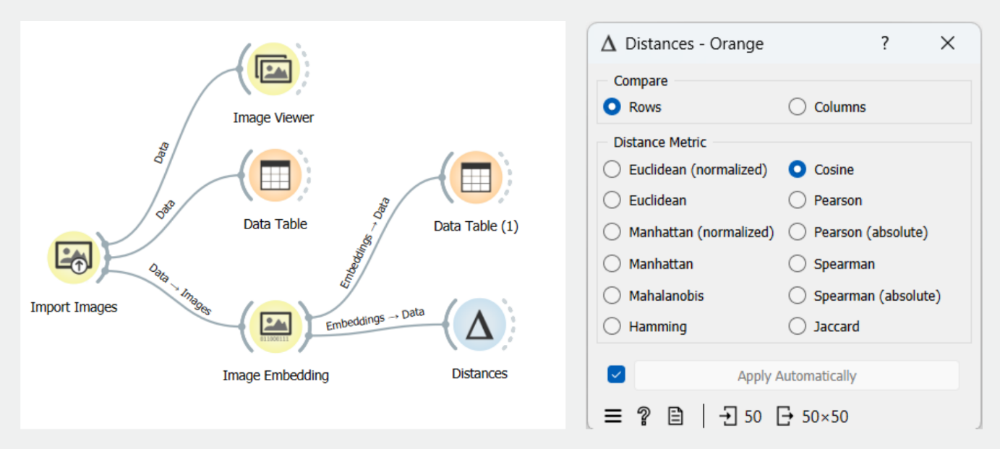 Image Viewer
Data
Data Table
Data
Import Images
Data → Images
Image Embedding
011000111
Embeddings → Data
Data Table (1)
Embeddings → Data
Distances
Δ Distances - Orange ? ×
Compare
Rows Columns
Distance Metric
Euclidean (normalized) Cosine
Euclidean Pearson
Manhattan (normalized) Pearson (absolute)
Manhattan Spearman
Mahalanobis Spearman (absolute)
Hamming Jaccard
Apply Automatically
? 50 50×50